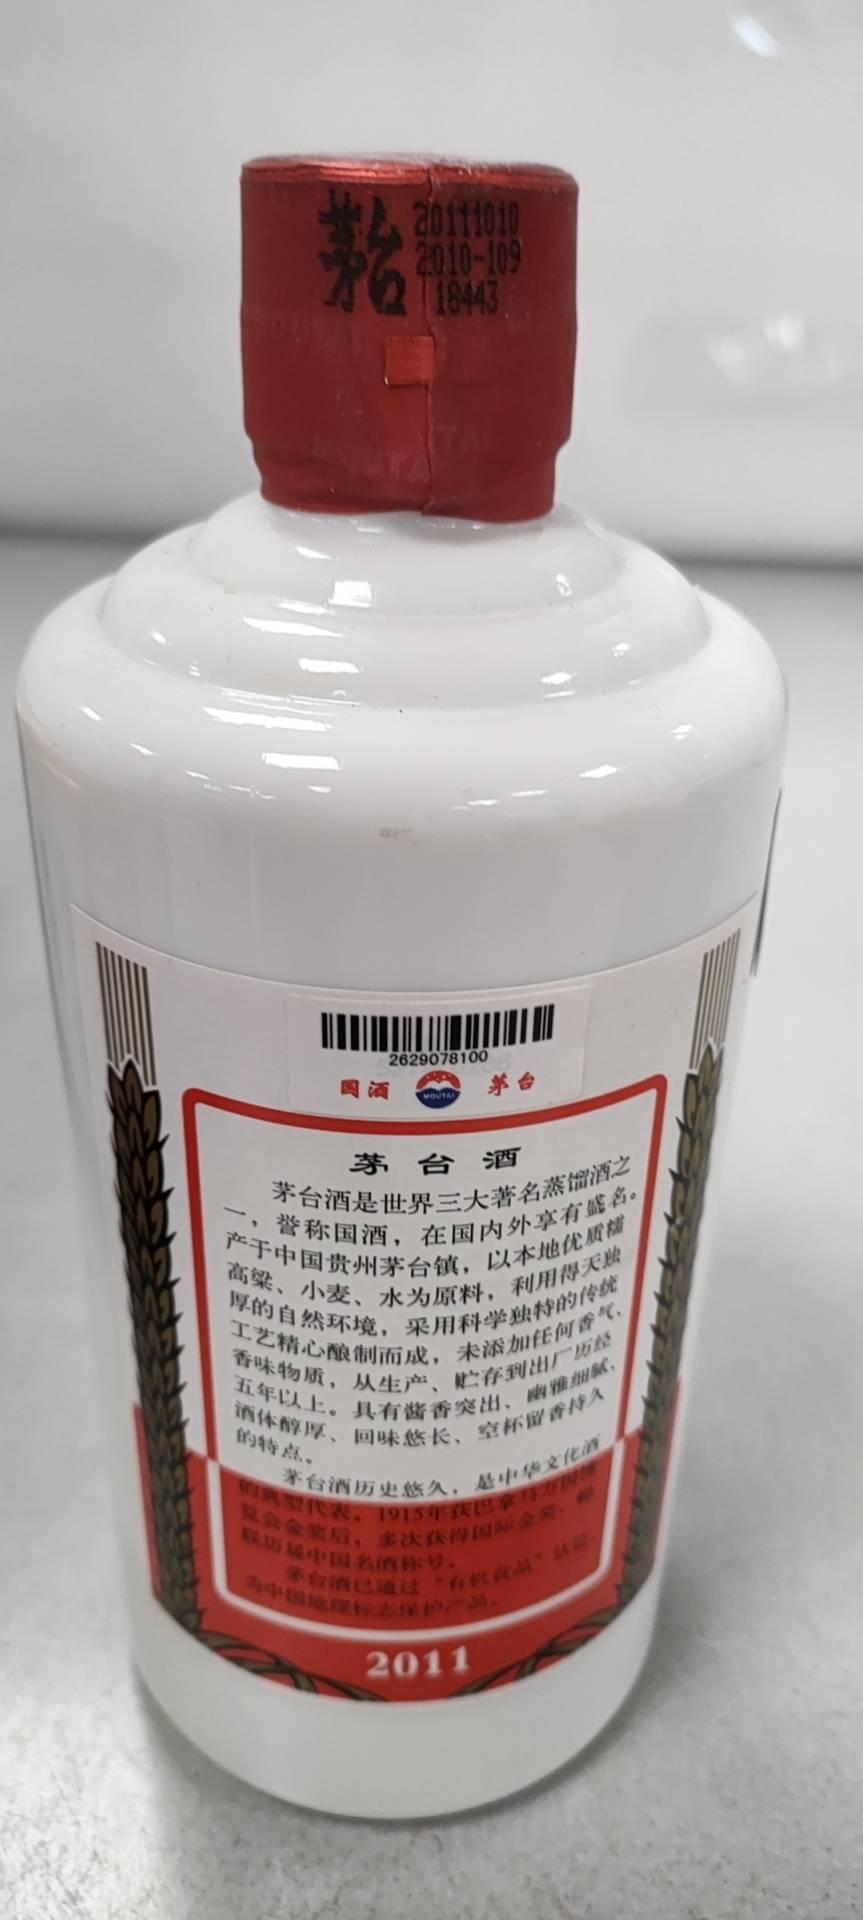 茅台
20111010
2010-109
18443
MOUTAI
2629078100
国酒
MOUTAI
茅台
茅台酒
茅台酒是世界三大著名蒸馏酒之
一，誉称国酒，在国内外享有盛名。
产于中国贵州茅台镇，以本地优质糯
高粱、小麦、水为原料，利用得天独
厚的自然环境，采用科学独特的传统
工艺精心酿制而成，未添加任何香气、
香味物质，从生产、贮存到出厂历经
五年以上。具有酱香突出、幽雅细腻、
酒体醇厚、回味悠长、空杯留香持久
的特点。
茅台酒历史悠久，是中华文化酒
的典型代表。1915年获巴拿马万国博
览会金奖后，多次获得国际金奖，蝉
联历届中国名酒称号。
茅台酒已通过“有机食品”认证，
为中国地理标志保护产品。
2011